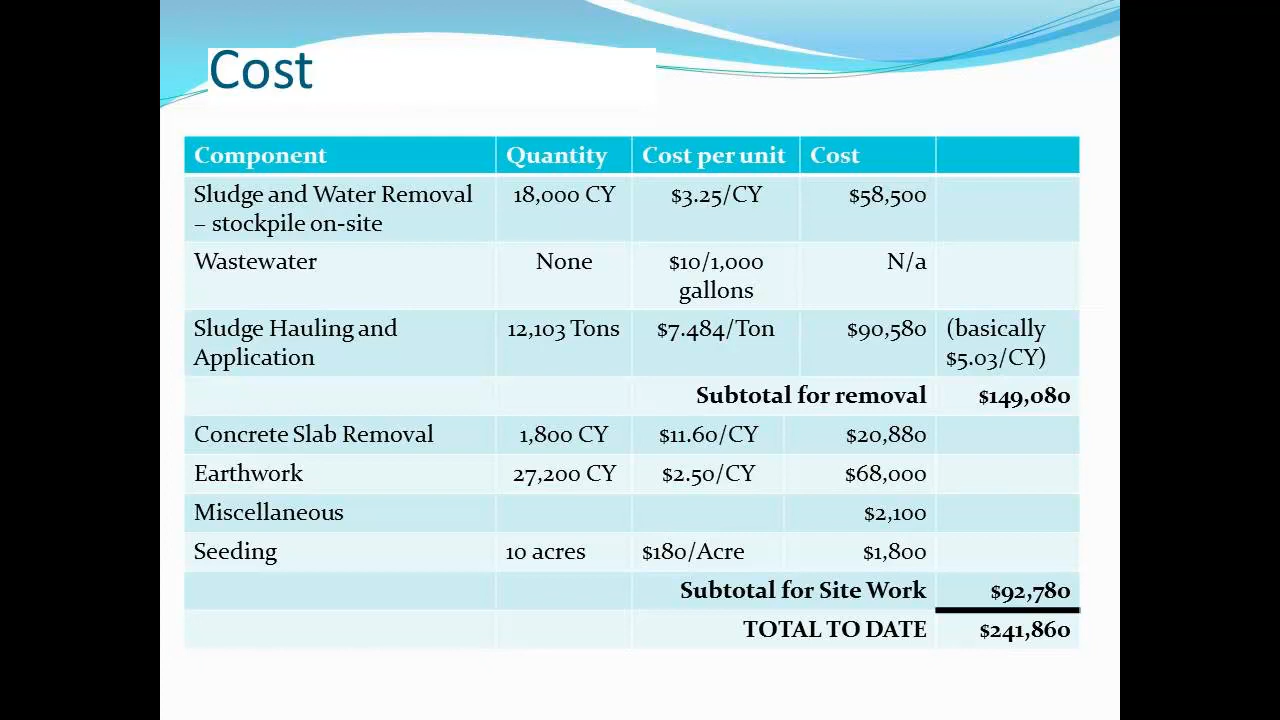 Cost
Component Quantity Cost per unit Cost
Sludge and Water Removal 18,000 CY $3.25/CY $58,500
– stockpile on-site
Wastewater None $10/1,000 N/a
gallons
Sludge Hauling and 12,103 Tons $7.484/Ton $90,580 (basically
Application $5.03/CY)
Subtotal for removal $149,080
Concrete Slab Removal 1,800 CY $11.60/CY $20,880
Earthwork 27,200 CY $2.50/CY $68,000
Miscellaneous $2,100
Seeding 10 acres $180/Acre $1,800
Subtotal for Site Work $92,780
TOTAL TO DATE $241,860